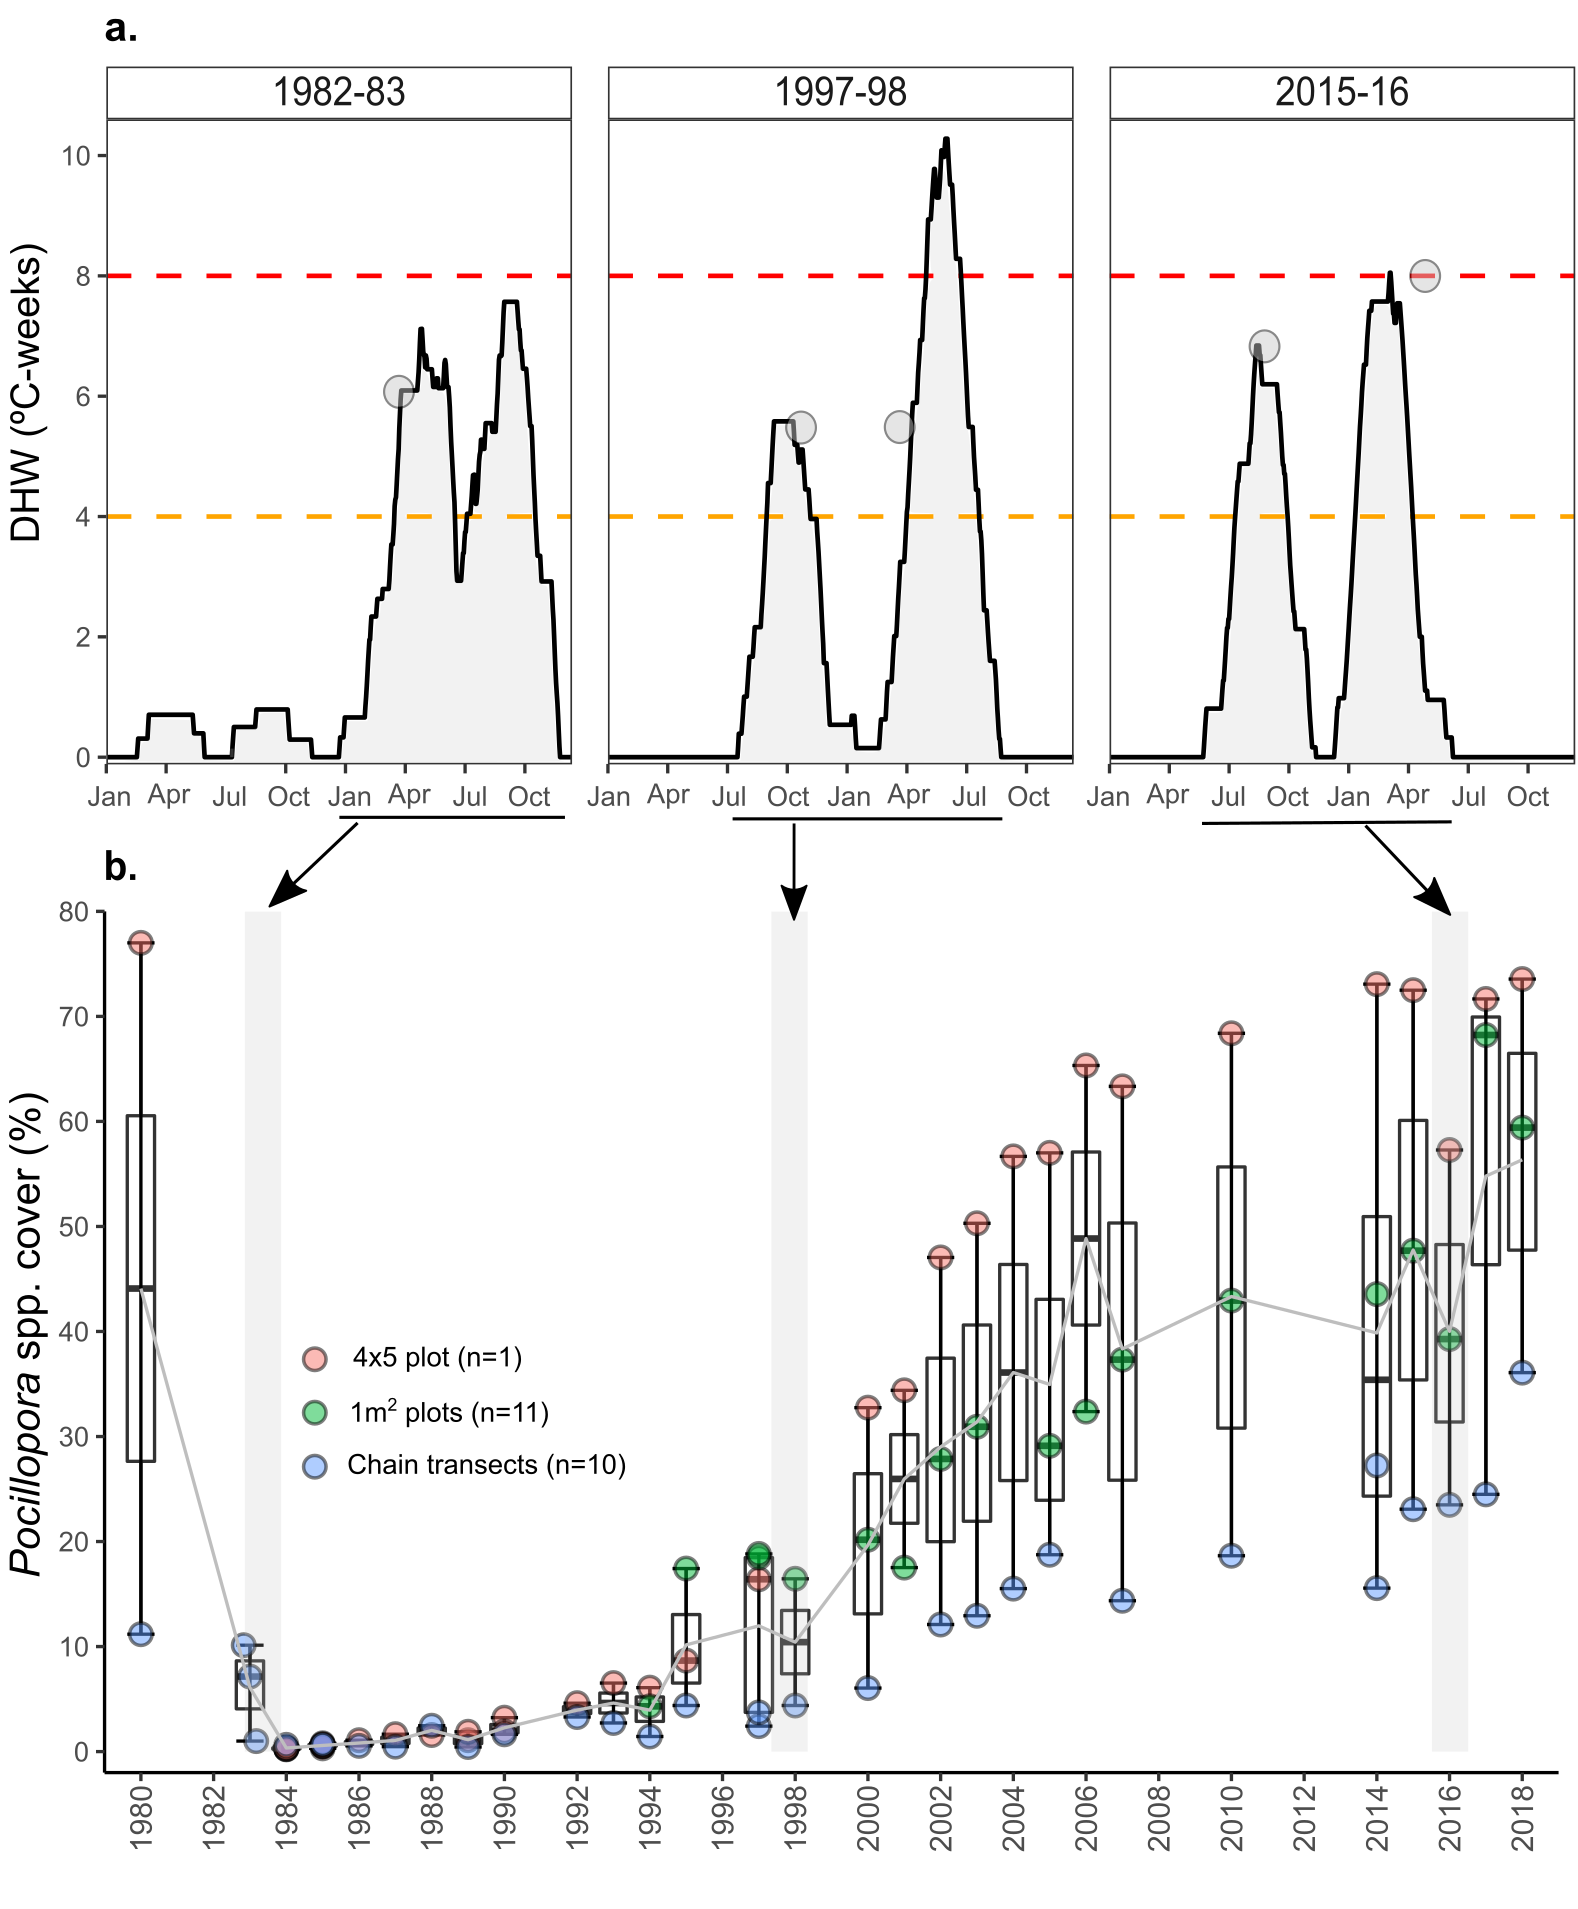 a.
1982-83 1997-98 2015-16
DHW (ºC-weeks)
10
8
6
4
2
0
Jan Apr Jul Oct Jan Apr Jul Oct Jan Apr Jul Oct Jan Apr Jul Oct Jan Apr Jul Oct Jan Apr Jul Oct
b.
Pocillopora spp. cover (%)
80
70
60
50
40
30
20
10
0
4x5 plot (n=1)
1m² plots (n=11)
Chain transects (n=10)
1980 1982 1984 1986 1988 1990 1992 1994 1996 1998 2000 2002 2004 2006 2008 2010 2012 2014 2016 2018